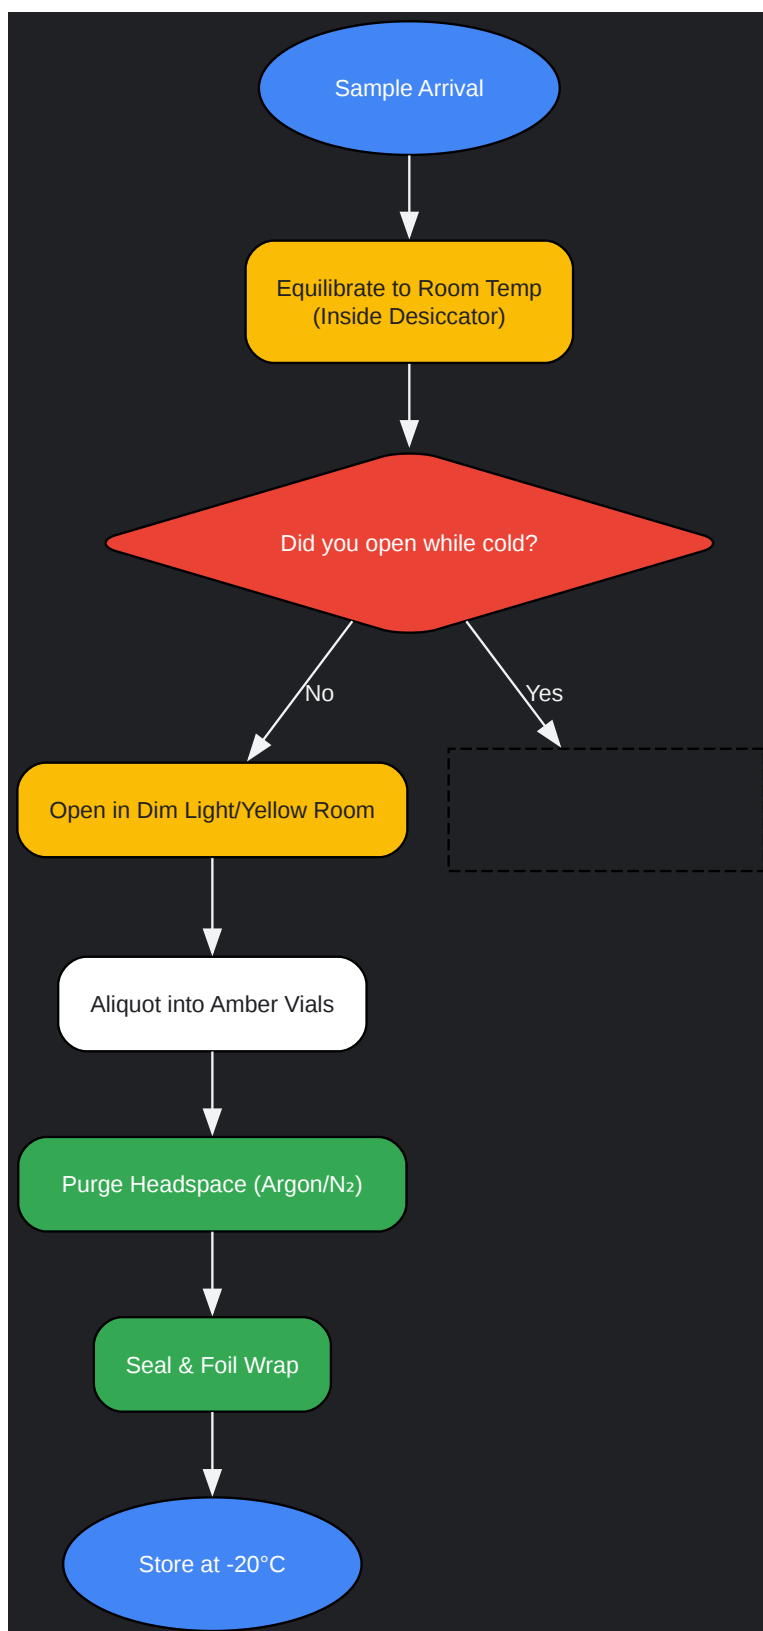 Sample Arrival
Equilibrate to Room Temp
(Inside Desiccator)
Did you open while cold?
No
Yes
Open in Dim Light/Yellow Room
Aliquot into Amber Vials
Purge Headspace (Argon/N₂)
Seal & Foil Wrap
Store at -20°C